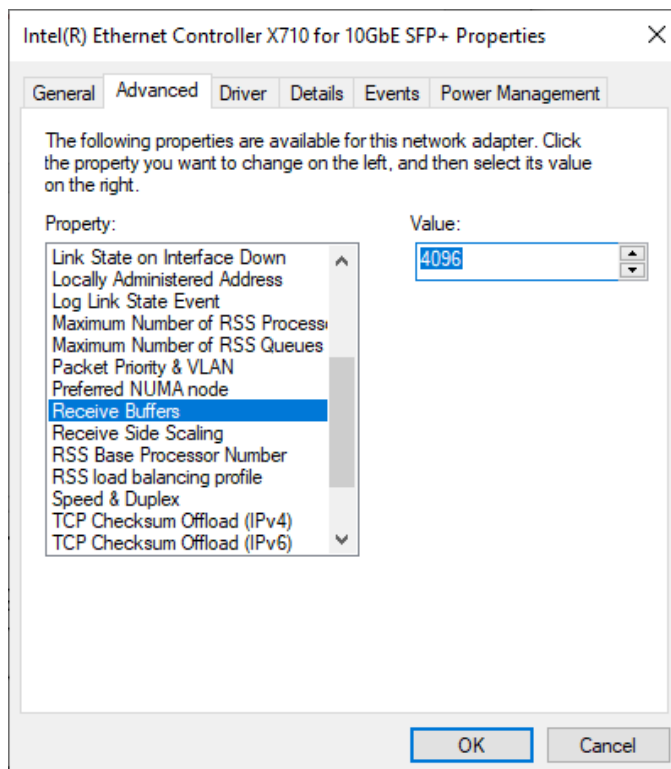 Intel(R) Ethernet Controller X710 for 10GbE SFP+ Properties
General Advanced Driver Details Events Power Management
The following properties are available for this network adapter. Click
the property you want to change on the left, and then select its value
on the right.
Property:
Value:
Link State on Interface Down
4096
Locally Administered Address
Log Link State Event
Maximum Number of RSS Process
Maximum Number of RSS Queues
Packet Priority & VLAN
Preferred NUMA node
Receive Buffers
Receive Side Scaling
RSS Base Processor Number
RSS load balancing profile
Speed & Duplex
TCP Checksum Offload (IPv4)
TCP Checksum Offload (IPv6)
OK
Cancel